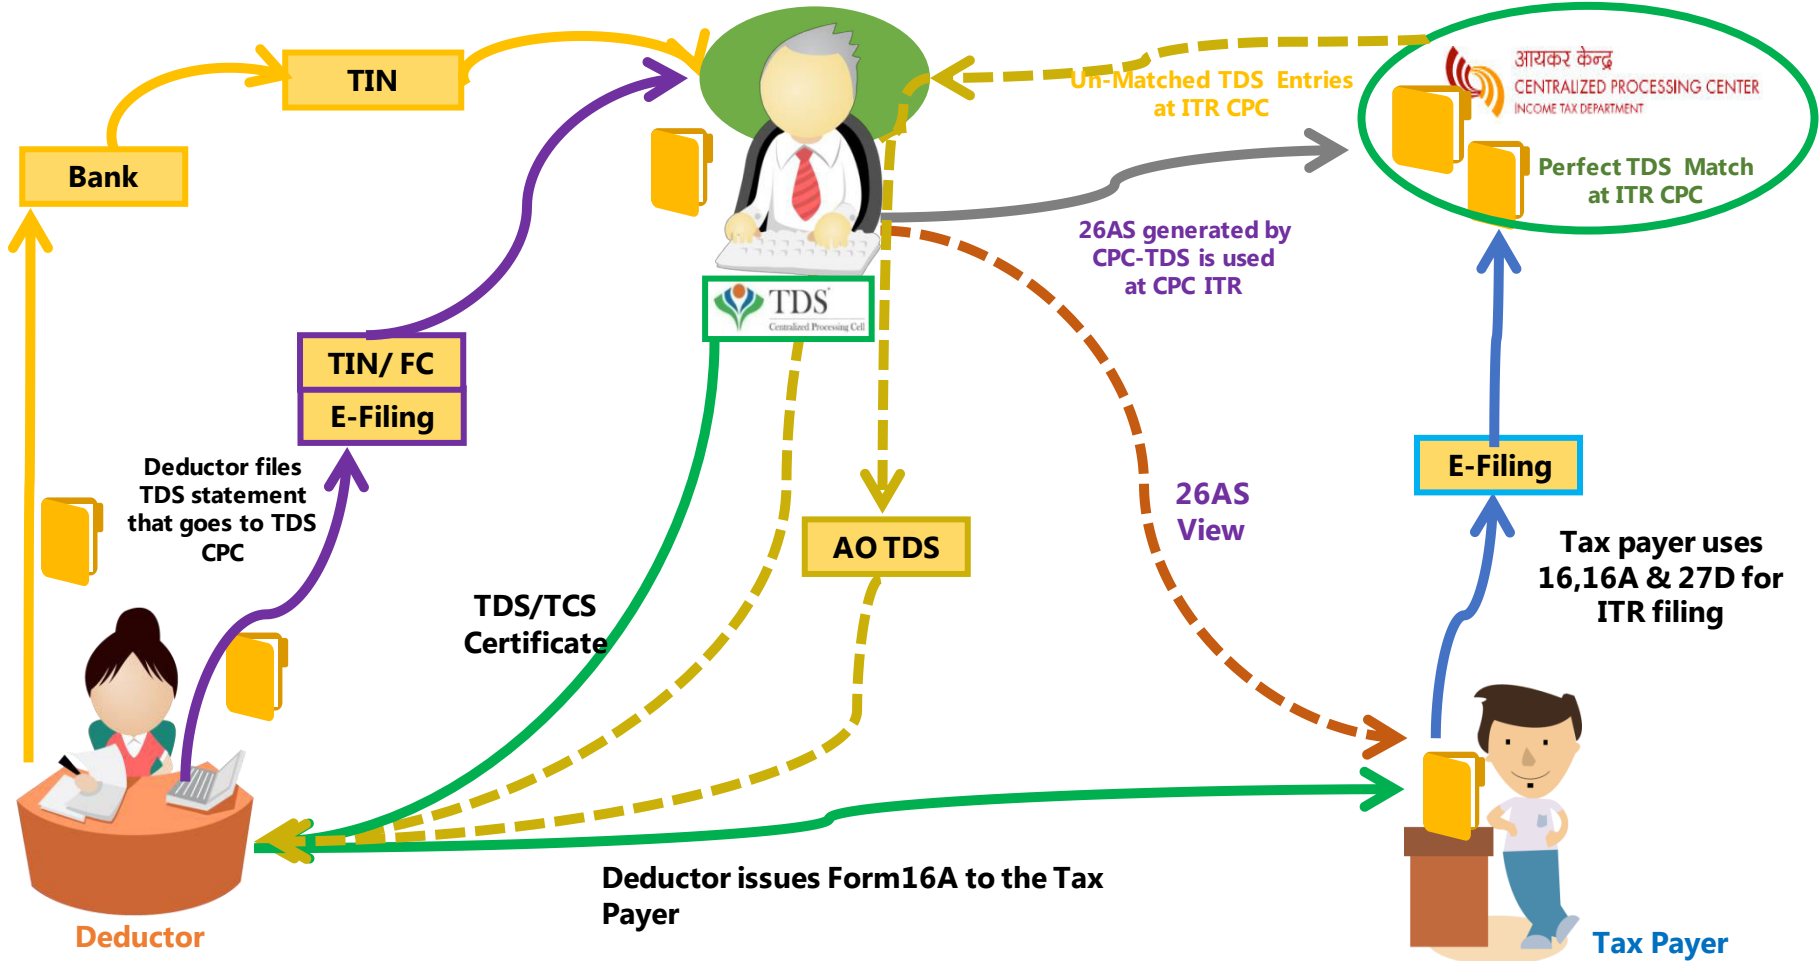 TIN
Bank
Un-Matched TDS Entries
at ITR CPC
आयकर केन्द्र
CENTRALIZED PROCESSING CENTER
INCOME TAX DEPARTMENT
Perfect TDS Match
at ITR CPC
26AS generated by
CPC-TDS is used
at CPC ITR
TDS
Centralized Processing Cell
TIN/ FC
E-Filing
Deductor files
TDS statement
that goes to TDS
CPC
E-Filing
26AS
View
AO TDS
Tax payer uses
16,16A & 27D for
ITR filing
TDS/TCS
Certificate
Deductor issues Form16A to the Tax
Payer
Deductor
Tax Payer